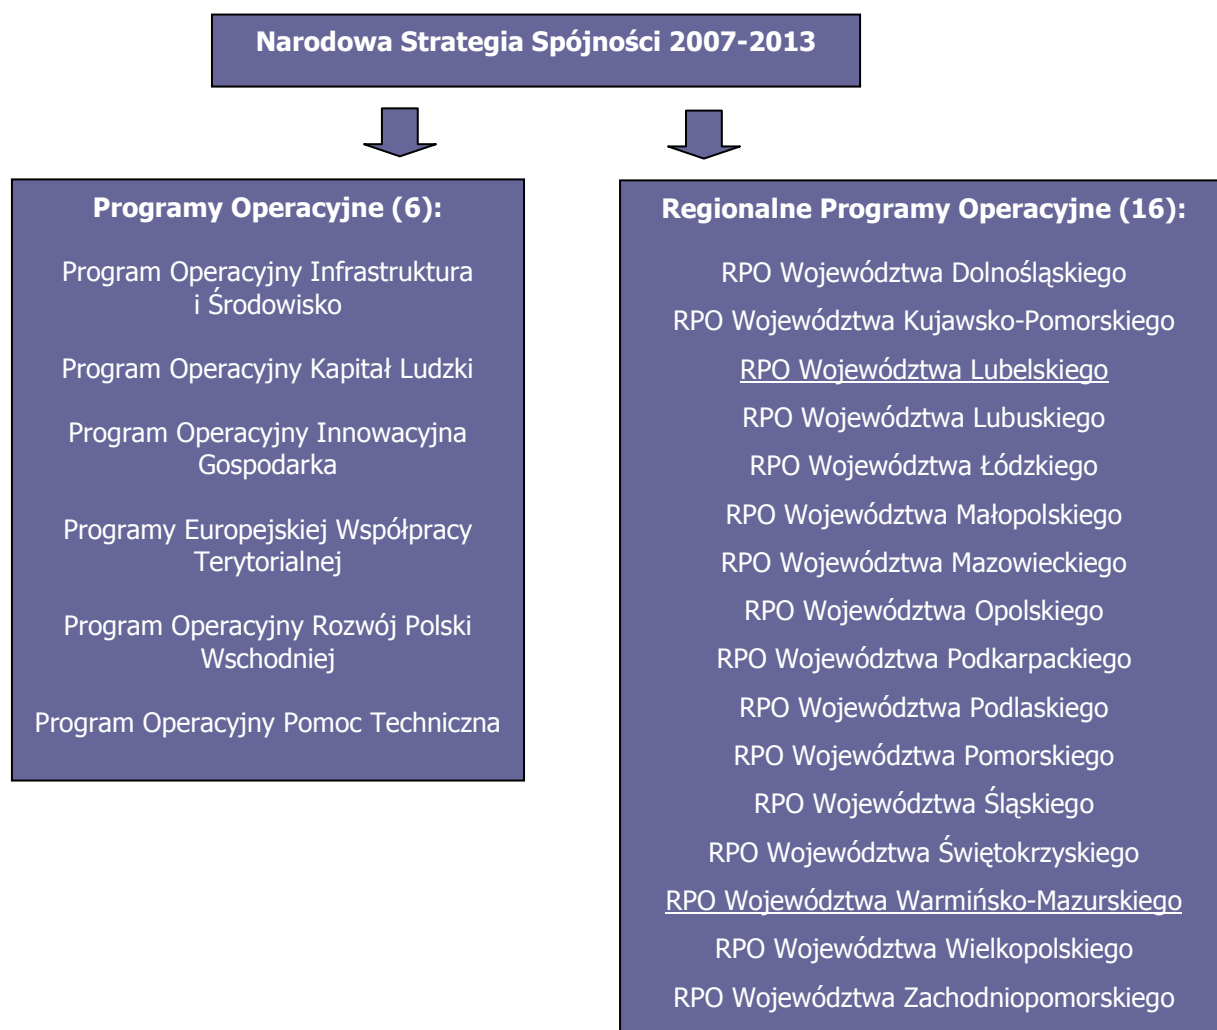 Narodowa Strategia Spójności 2007-2013
Programy Operacyjne (6):
Program Operacyjny Infrastruktura
i Środowisko
Program Operacyjny Kapitał Ludzki
Program Operacyjny Innowacyjna
Gospodarka
Programy Europejskiej Współpracy
Terytorialnej
Program Operacyjny Rozwój Polski
Wschodniej
Program Operacyjny Pomoc Techniczna
Regionalne Programy Operacyjne (16):
RPO Województwa Dolnośląskiego
RPO Województwa Kujawsko-Pomorskiego
RPO Województwa Lubelskiego
RPO Województwa Lubuskiego
RPO Województwa Łódzkiego
RPO Województwa Małopolskiego
RPO Województwa Mazowieckiego
RPO Województwa Opolskiego
RPO Województwa Podkarpackiego
RPO Województwa Podlaskiego
RPO Województwa Pomorskiego
RPO Województwa Śląskiego
RPO Województwa Świętokrzyskiego
RPO Województwa Warmińsko-Mazurskiego
RPO Województwa Wielkopolskiego
RPO Województwa Zachodniopomorskiego